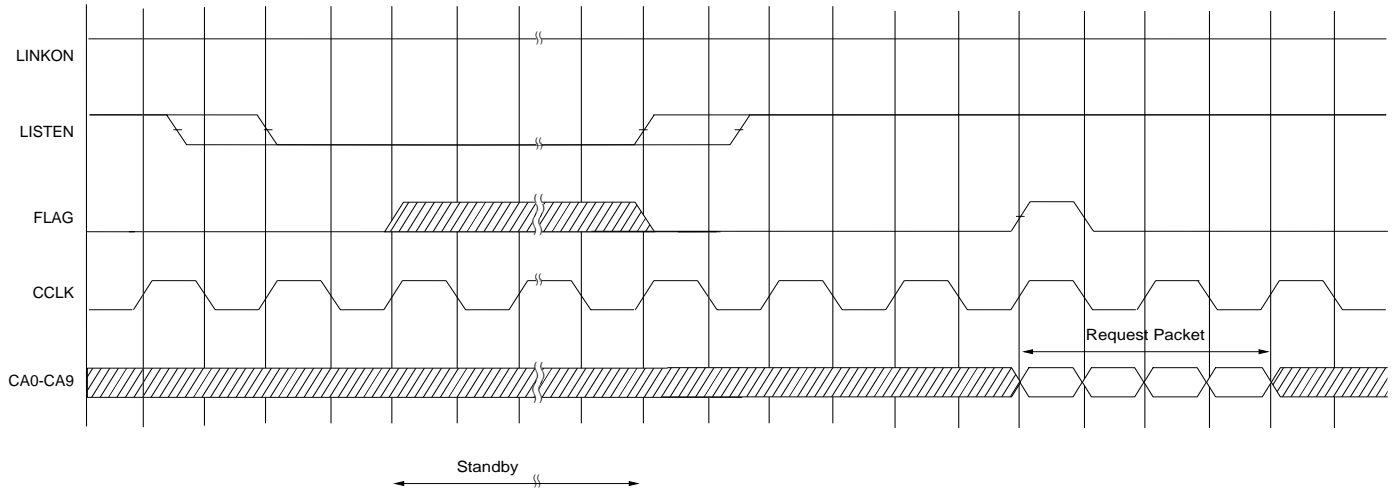 LINKON
LISTEN
FLAG
CCLK
Request Packet
CA0-CA9
Standby